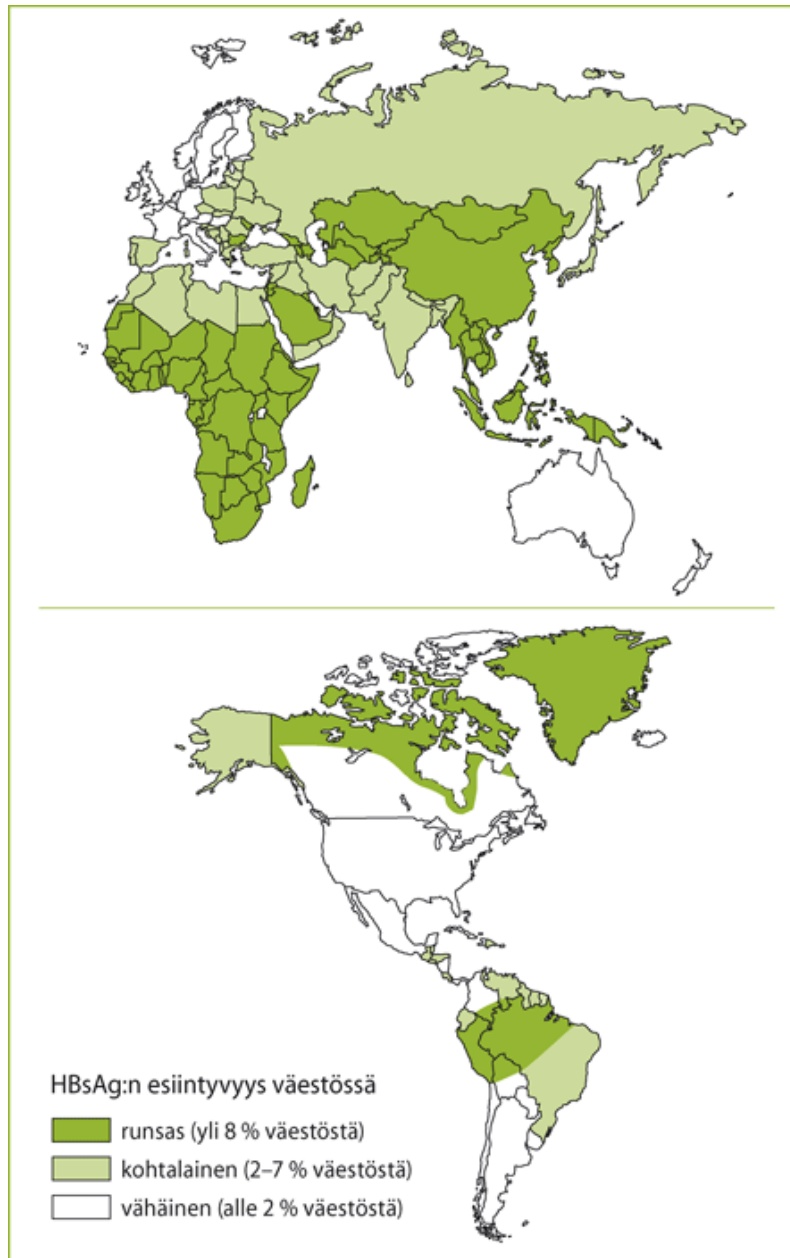 HBsAg:n esiintyvyys väestössä
runsas (yli 8 % väestöstä)
kohtalainen (2–7 % väestöstä)
vähäinen (alle 2 % väestöstä)